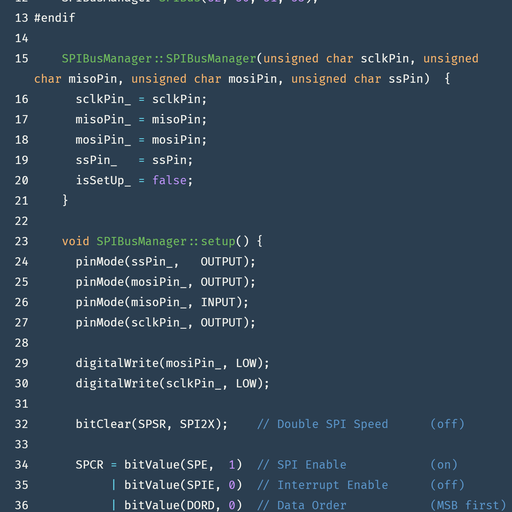 13 #endif
14
15 SPIBusManager::SPIBusManager(unsigned char sclkPin, unsigned
char misoPin, unsigned char mosiPin, unsigned char ssPin) {
16 sclkPin_ = sclkPin;
17 misoPin_ = misoPin;
18 mosiPin_ = mosiPin;
19 ssPin_ = ssPin;
20 isSetUp_ = false;
21 }
22
23 void SPIBusManager::setup() {
24 pinMode(ssPin_, OUTPUT);
25 pinMode(mosiPin_, OUTPUT);
26 pinMode(misoPin_, INPUT);
27 pinMode(sclkPin_, OUTPUT);
28
29 digitalWrite(mosiPin_, LOW);
30 digitalWrite(sclkPin_, LOW);
31
32 bitClear(SPSR, SPI2X); // Double SPI Speed (off)
33
34 SPCR = bitValue(SPE, 1) // SPI Enable (on)
35 | bitValue(SPIE, 0) // Interrupt Enable (off)
36 | bitValue(DORD, 0) // Data Order (MSB first)